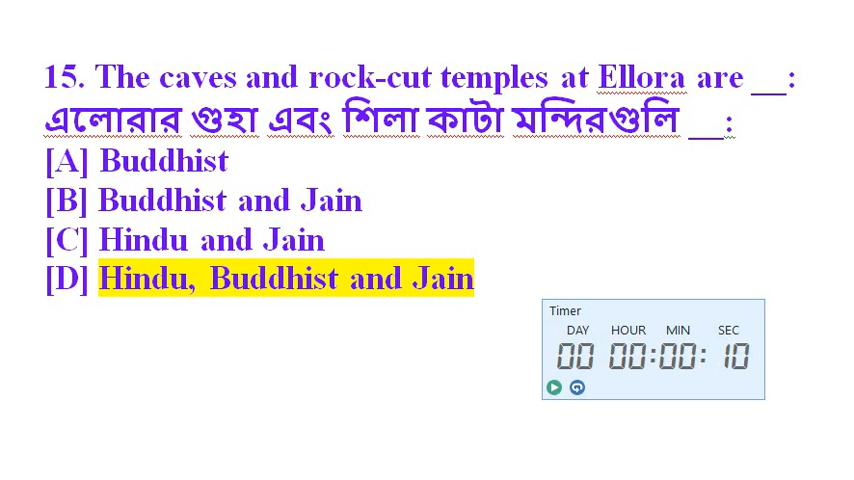 15. The caves and rock-cut temples at Ellora are __:
এলোরার গুহা এবং শিলা কাটা মন্দিরগুলি __:
[A] Buddhist
[B] Buddhist and Jain
[C] Hindu and Jain
[D] Hindu, Buddhist and Jain
Timer
DAY HOUR MIN SEC
00 00:00:10